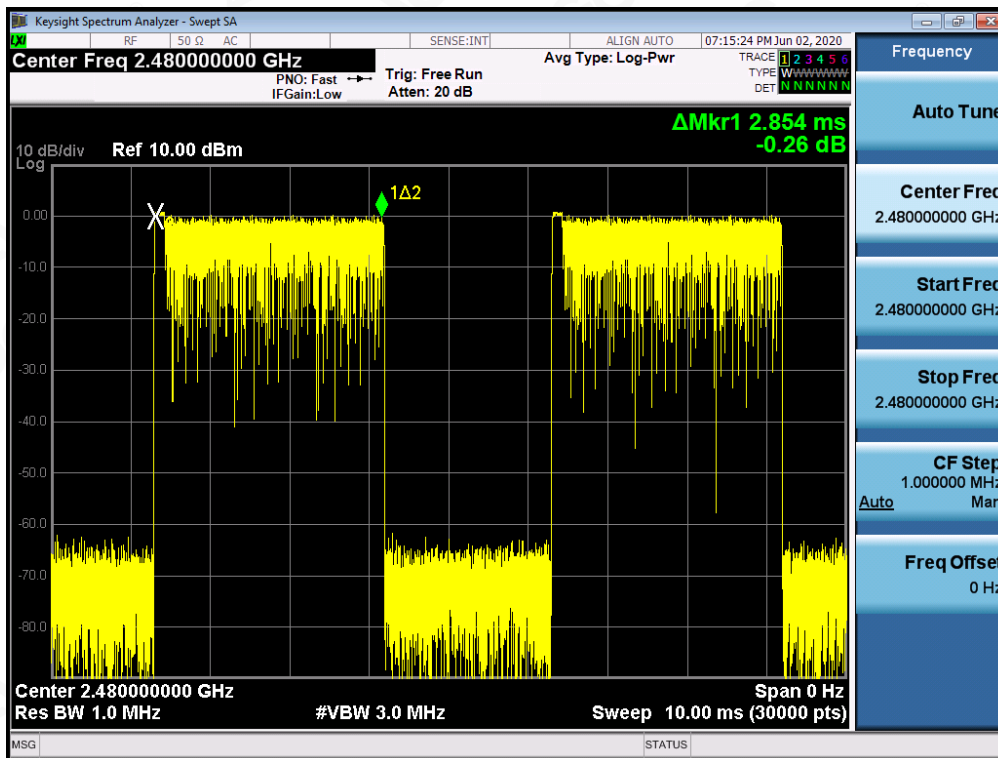 Keysight Spectrum Analyzer - Swept SA
LXI RF 50 Ω AC SENSE:INT ALIGN AUTO 07:15:24 PM Jun 02, 2020
Center Freq 2.480000000 GHz
PNO: Fast
IFGain:Low
Trig: Free Run
Atten: 20 dB
Avg Type: Log-Pwr
TRACE 1 2 3 4 5 6
TYPE W W W W W W
DET N N N N N N
ΔMkr1 2.854 ms
-0.26 dB
10 dB/div
Log
Ref 10.00 dBm
X
1Δ2
0.00
-10.0
-20.0
-30.0
-40.0
-50.0
-60.0
-70.0
-80.0
Center 2.480000000 GHz
Span 0 Hz
Res BW 1.0 MHz
#VBW 3.0 MHz
Sweep 10.00 ms (30000 pts)
MSG
STATUS
Frequency
Auto Tune
Center Freq
2.480000000 GHz
Start Freq
2.480000000 GHz
Stop Freq
2.480000000 GHz
CF Step
1.000000 MHz
Auto Man
Freq Offset
0 Hz